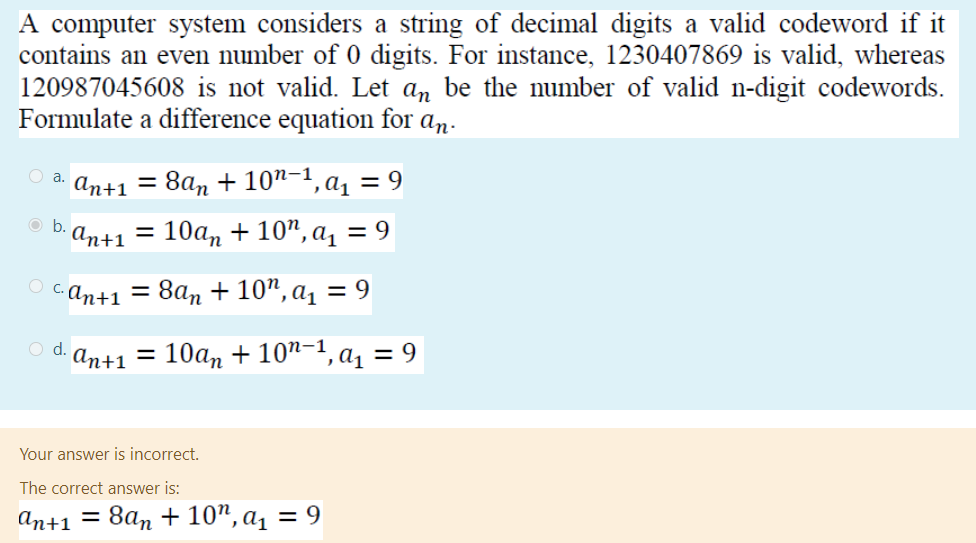 A computer system considers a string of decimal digits a valid codeword if it
contains an even number of 0 digits. For instance, 1230407869 is valid, whereas
120987045608 is not valid. Let aₙ be the number of valid n-digit codewords.
Formulate a difference equation for aₙ.
a. aₙ₊₁ = 8aₙ + 10ⁿ⁻¹, a₁ = 9
b. aₙ₊₁ = 10aₙ + 10ⁿ, a₁ = 9
c. aₙ₊₁ = 8aₙ + 10ⁿ, a₁ = 9
d. aₙ₊₁ = 10aₙ + 10ⁿ⁻¹, a₁ = 9
Your answer is incorrect.
The correct answer is:
aₙ₊₁ = 8aₙ + 10ⁿ, a₁ = 9